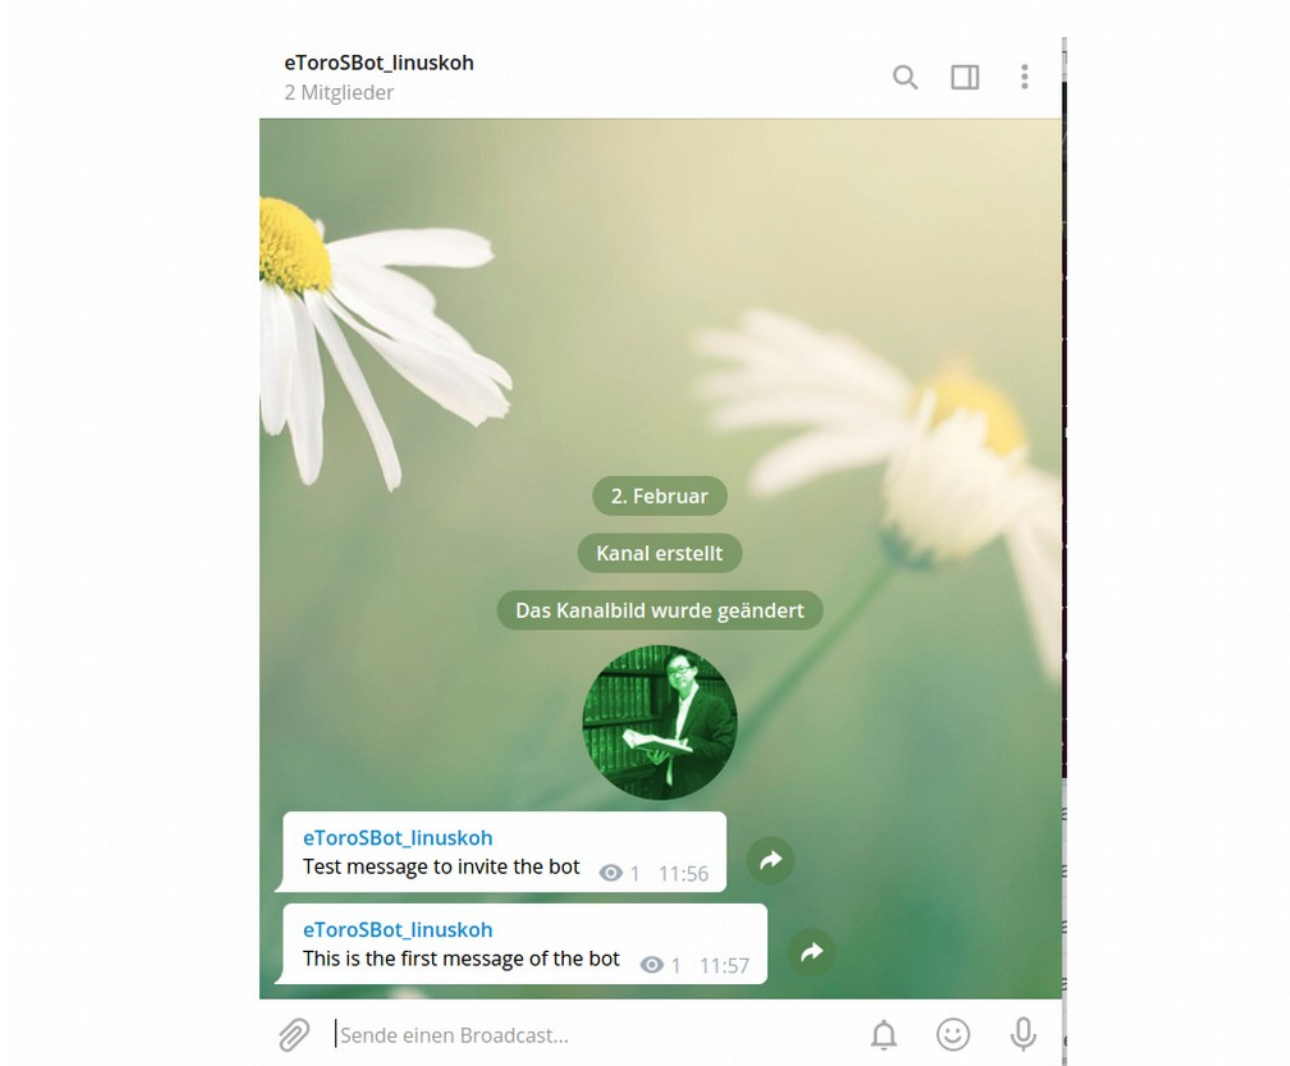 eToroSBot_linuskoh
2 Mitglieder
2. Februar
Kanal erstellt
Das Kanalbild wurde geändert
eToroSBot_linuskoh
Test message to invite the bot 1 11:56
eToroSBot_linuskoh
This is the first message of the bot 1 11:57
Sende einen Broadcast...